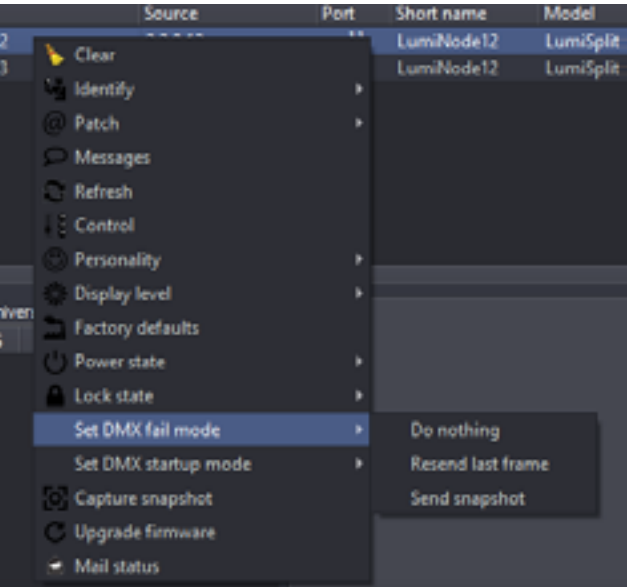 Source Port Short name Model
2 LumiNode12 LumiSplit
3 LumiNode12 LumiSplit
Clear
Identify
Patch
Messages
Refresh
Control
Personality
Display level
Factory defaults
Power state
Lock state
Set DMX fail mode Do nothing
Set DMX startup mode Resend last frame
Capture snapshot Send snapshot
Upgrade firmware
Mail status